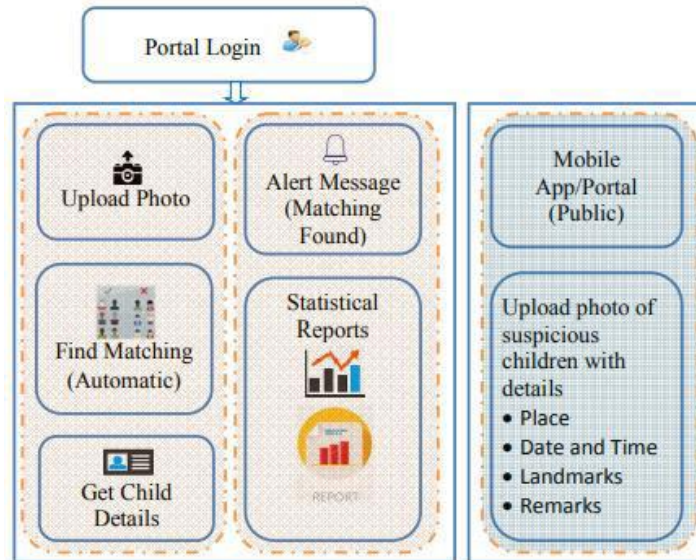 Portal Login
Upload Photo
Find Matching
(Automatic)
Get Child
Details
Alert Message
(Matching
Found)
Statistical
Reports
REPORT
Mobile
App/Portal
(Public)
Upload photo of
suspicious
children with
details
• Place
• Date and Time
• Landmarks
• Remarks